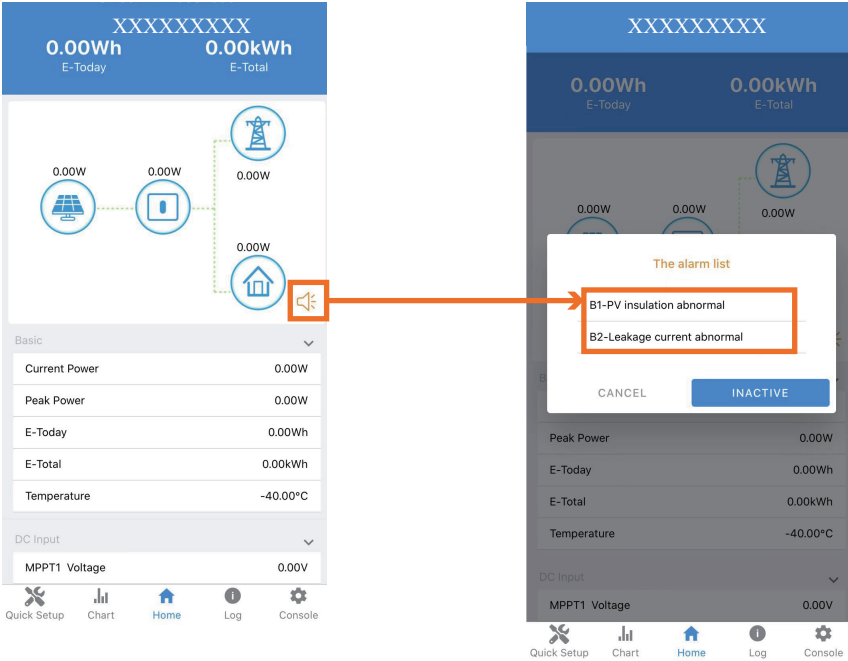 XXXXXXXXX
0.00Wh 0.00kWh
E-Today E-Total
0.00W
0.00W 0.00W
0.00W
Basic
Current Power 0.00W
Peak Power 0.00W
E-Today 0.00Wh
E-Total 0.00kWh
Temperature -40.00°C
DC Input
MPPT1 Voltage 0.00V
Quick Setup Chart Home Log Console
XXXXXXXXX
0.00Wh 0.00kWh
E-Today E-Total
0.00W 0.00W 0.00W
The alarm list
B1-PV insulation abnormal
B2-Leakage current abnormal
CANCEL INACTIVE
B
Peak Power 0.00W
E-Today 0.00Wh
E-Total 0.00kWh
Temperature -40.00°C
DC Input
MPPT1 Voltage 0.00V
Quick Setup Chart Home Log Console